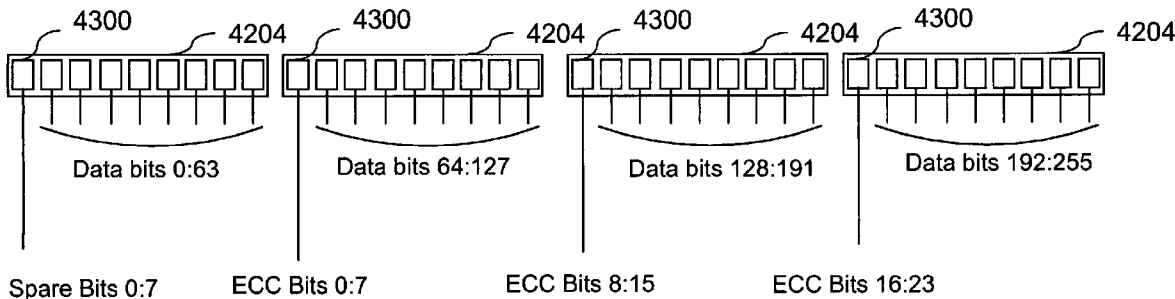 4300 4204 4300 4204 4300 4204 4300 4204
Data bits 0:63 Data bits 64:127 Data bits 128:191 Data bits 192:255
Spare Bits 0:7 ECC Bits 0:7 ECC Bits 8:15 ECC Bits 16:23